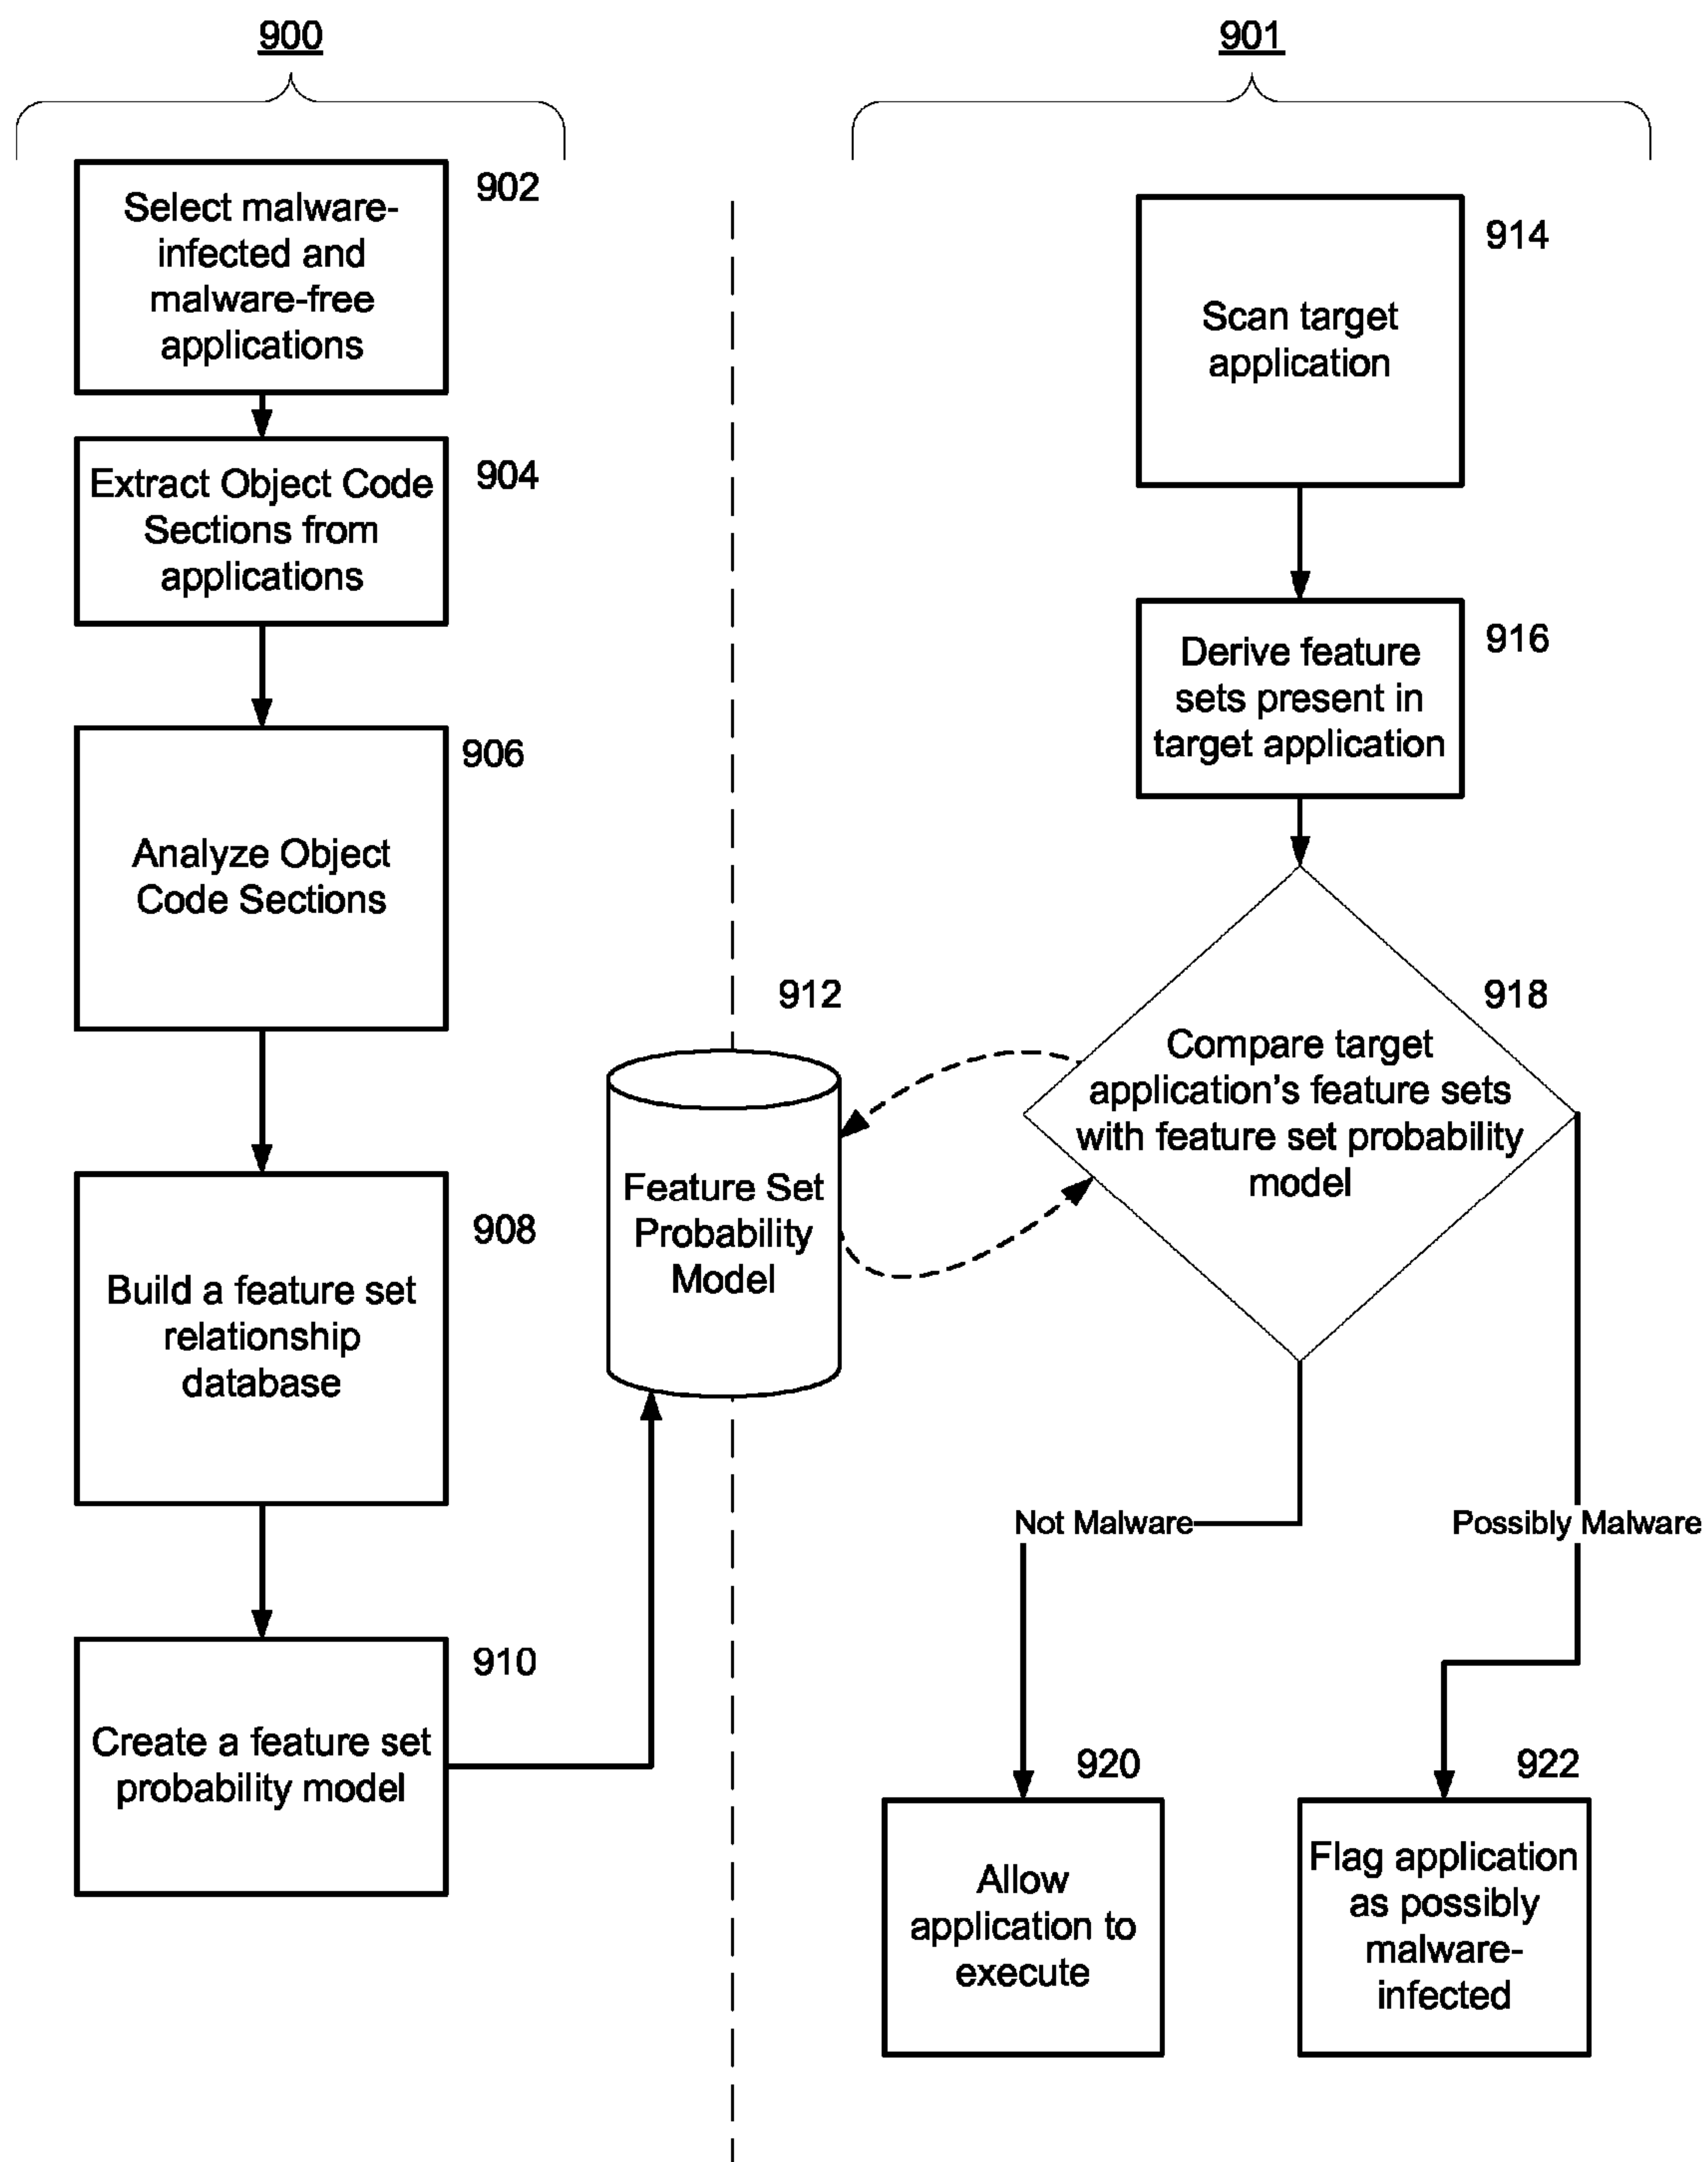 900
902
Select malware-
infected and
malware-free
applications
904
Extract Object Code
Sections from
applications
906
Analyze Object
Code Sections
908
Build a feature set
relationship
database
910
Create a feature set
probability model
912
Feature Set
Probability
Model
901
914
Scan target
application
916
Derive feature
sets present in
target application
918
Compare target
application's feature sets
with feature set probability
model
Not Malware
Possibly Malware
920
Allow
application to
execute
922
Flag application
as possibly
malware-
infected